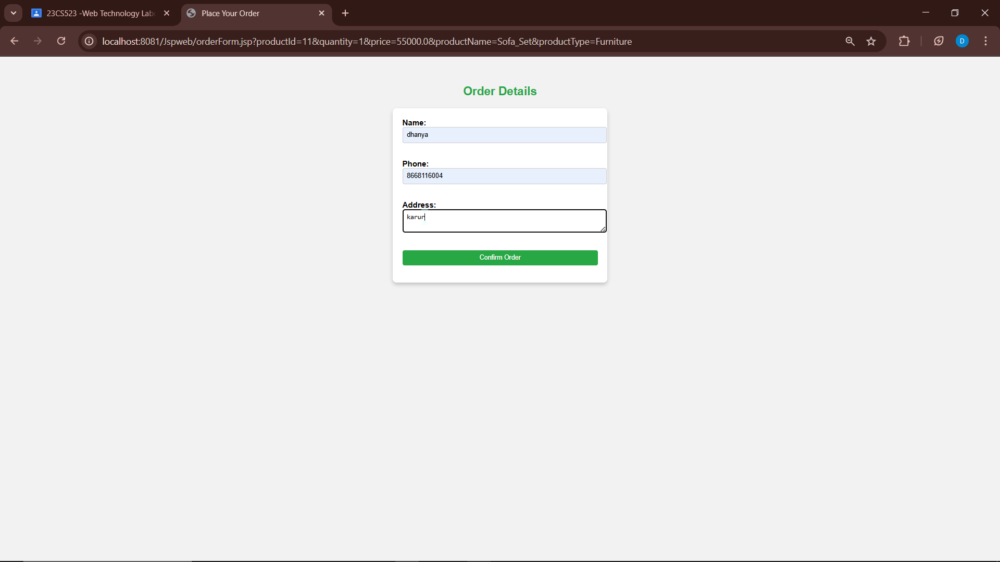 23CS523 -Web Technology Lab
Place Your Order
localhost:8081/Jspweb/orderForm.jsp?productId=11&quantity=1&price=55000.0&productName=Sofa_Set&productType=Furniture
D
Order Details
Name:
dhanya
Phone:
8668116004
Address:
karur
Confirm Order